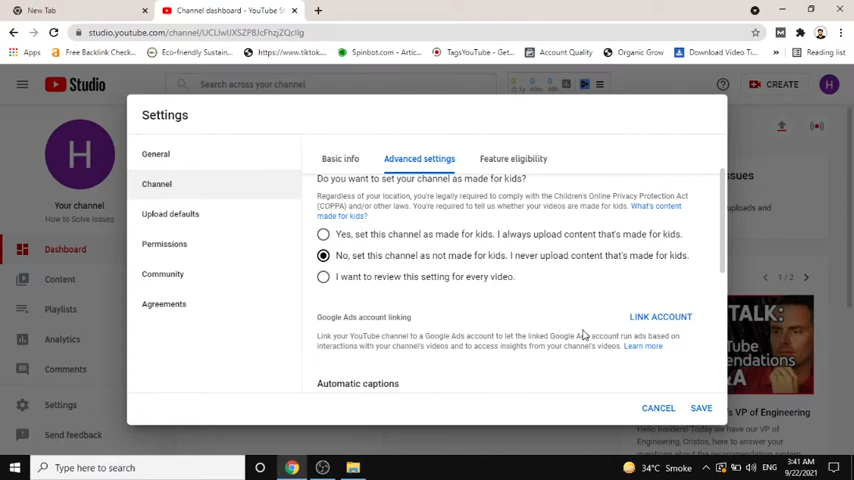 New Tab
Channel dashboard - YouTube St
studio.youtube.com/channel/
Apps
Free Backlink Check...
Eco-friendly Sustain...
https://www.tiktok....
Spinbot.com - Artic...
TagsYouTube - Get...
Account Quality
Organic Grow
Download Video Ti...
Reading list
Studio
Search across your channel
CREATE
H
H
Your channel
How to Solve issues
Dashboard
Content
Playlists
Analytics
Comments
Settings
Send feedback
Settings
General
Channel
Upload defaults
Permissions
Community
Agreements
Basic info
Advanced settings
Feature eligibility
Do you want to set your channel as made for kids?
Regardless of your location, you're legally required to comply with the Children's Online Privacy Protection Act
(COPPA) and/or other laws. You're required to tell us whether your videos are made for kids. What's content
made for kids?
Yes, set this channel as made for kids. I always upload content that's made for kids.
No, set this channel as not made for kids. I never upload content that's made for kids.
I want to review this setting for every video.
Google Ads account linking
LINK ACCOUNT
Link your YouTube channel to a Google Ads account to let the linked Google Ads account run ads based on
interactions with your channel's videos and to access insights from your channel's videos. Learn more
Automatic captions
CANCEL
SAVE
ssues
uploads and
1 / 2
TALK:
Tube
mendations
&A
's VP of Engineering
Hello Insiders! Today we have our VP of
Engineering, Cristos, here to answer your
Type here to search
34°C Smoke
ENG
3:41 AM
9/22/2021